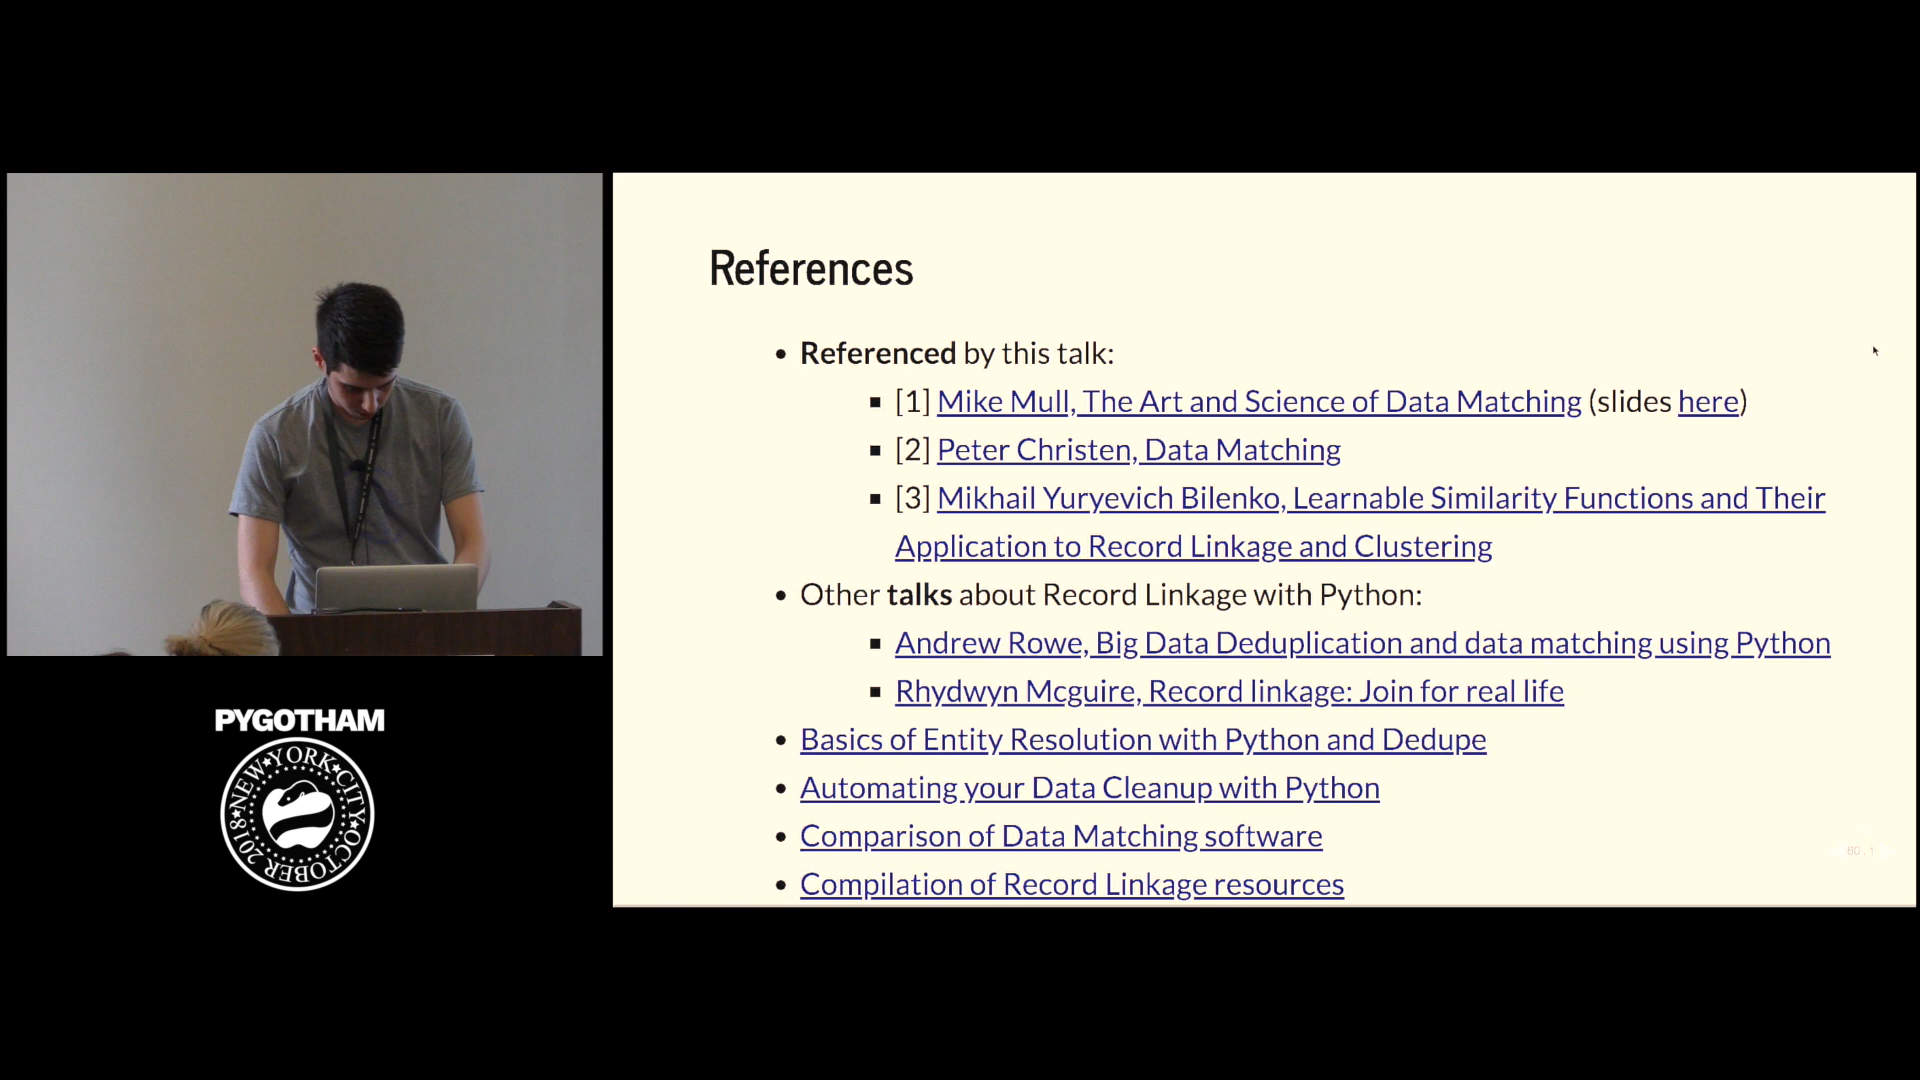 References
Referenced by this talk:
[1] Mike Mull, The Art and Science of Data Matching (slides here)
[2] Peter Christen, Data Matching
[3] Mikhail Yuryevich Bilenko, Learnable Similarity Functions and Their
Application to Record Linkage and Clustering
Other talks about Record Linkage with Python:
Andrew Rowe, Big Data Deduplication and data matching using Python
Rhydwyn Mcguire, Record linkage: Join for real life
Basics of Entity Resolution with Python and Dedupe
Automating your Data Cleanup with Python
Comparison of Data Matching software
Compilation of Record Linkage resources
60.1
PYGOTHAM
NEW★YORK★CITY★OCTOBER 2018★